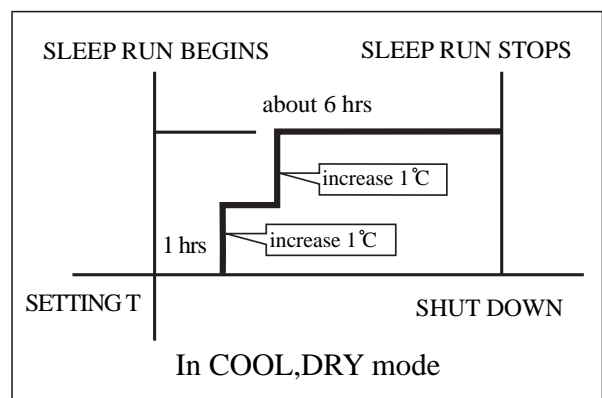 SLEEP RUN BEGINS
SLEEP RUN STOPS
about 6 hrs
increase 1℃
1 hrs
increase 1℃
SETTING T
SHUT DOWN
In COOL,DRY mode